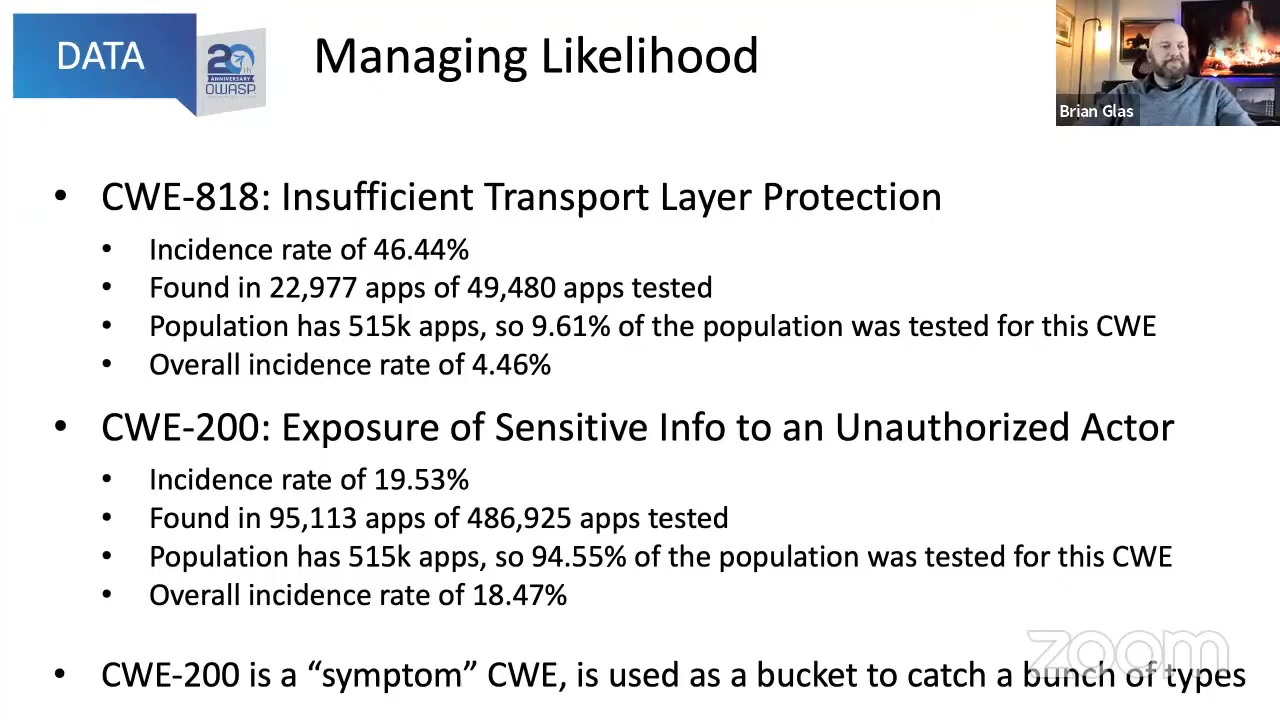 DATA
20th
ANNIVERSARY
OWASP
Managing Likelihood
Brian Glas
• CWE-818: Insufficient Transport Layer Protection
• Incidence rate of 46.44%
• Found in 22,977 apps of 49,480 apps tested
• Population has 515k apps, so 9.61% of the population was tested for this CWE
• Overall incidence rate of 4.46%
• CWE-200: Exposure of Sensitive Info to an Unauthorized Actor
• Incidence rate of 19.53%
• Found in 95,113 apps of 486,925 apps tested
• Population has 515k apps, so 94.55% of the population was tested for this CWE
• Overall incidence rate of 18.47%
• CWE-200 is a “symptom” CWE, is used as a bucket to catch a bunch of types
zoom